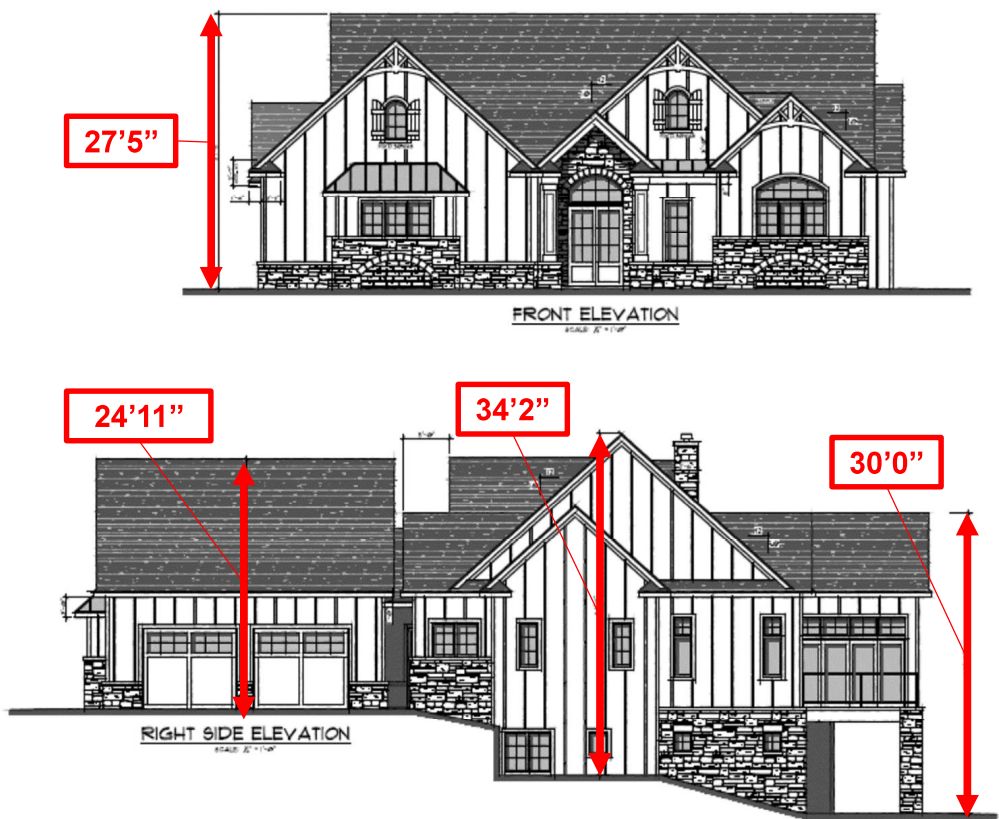 27’5”
FRONT ELEVATION
24’11”
34’2”
30’0”
RIGHT SIDE ELEVATION